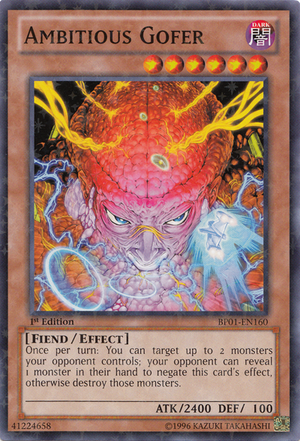 AMBITIOUS GOFER
DARK
闇
1st Edition
BP01-EN160
[FIEND / EFFECT]
Once per turn: You can target up to 2 monsters
your opponent controls; your opponent can reveal
1 monster in their hand to negate this card's effect,
otherwise destroy those monsters.
ATK/2400 DEF/ 100
41224658
©1996 KAZUKI TAKAHASHI